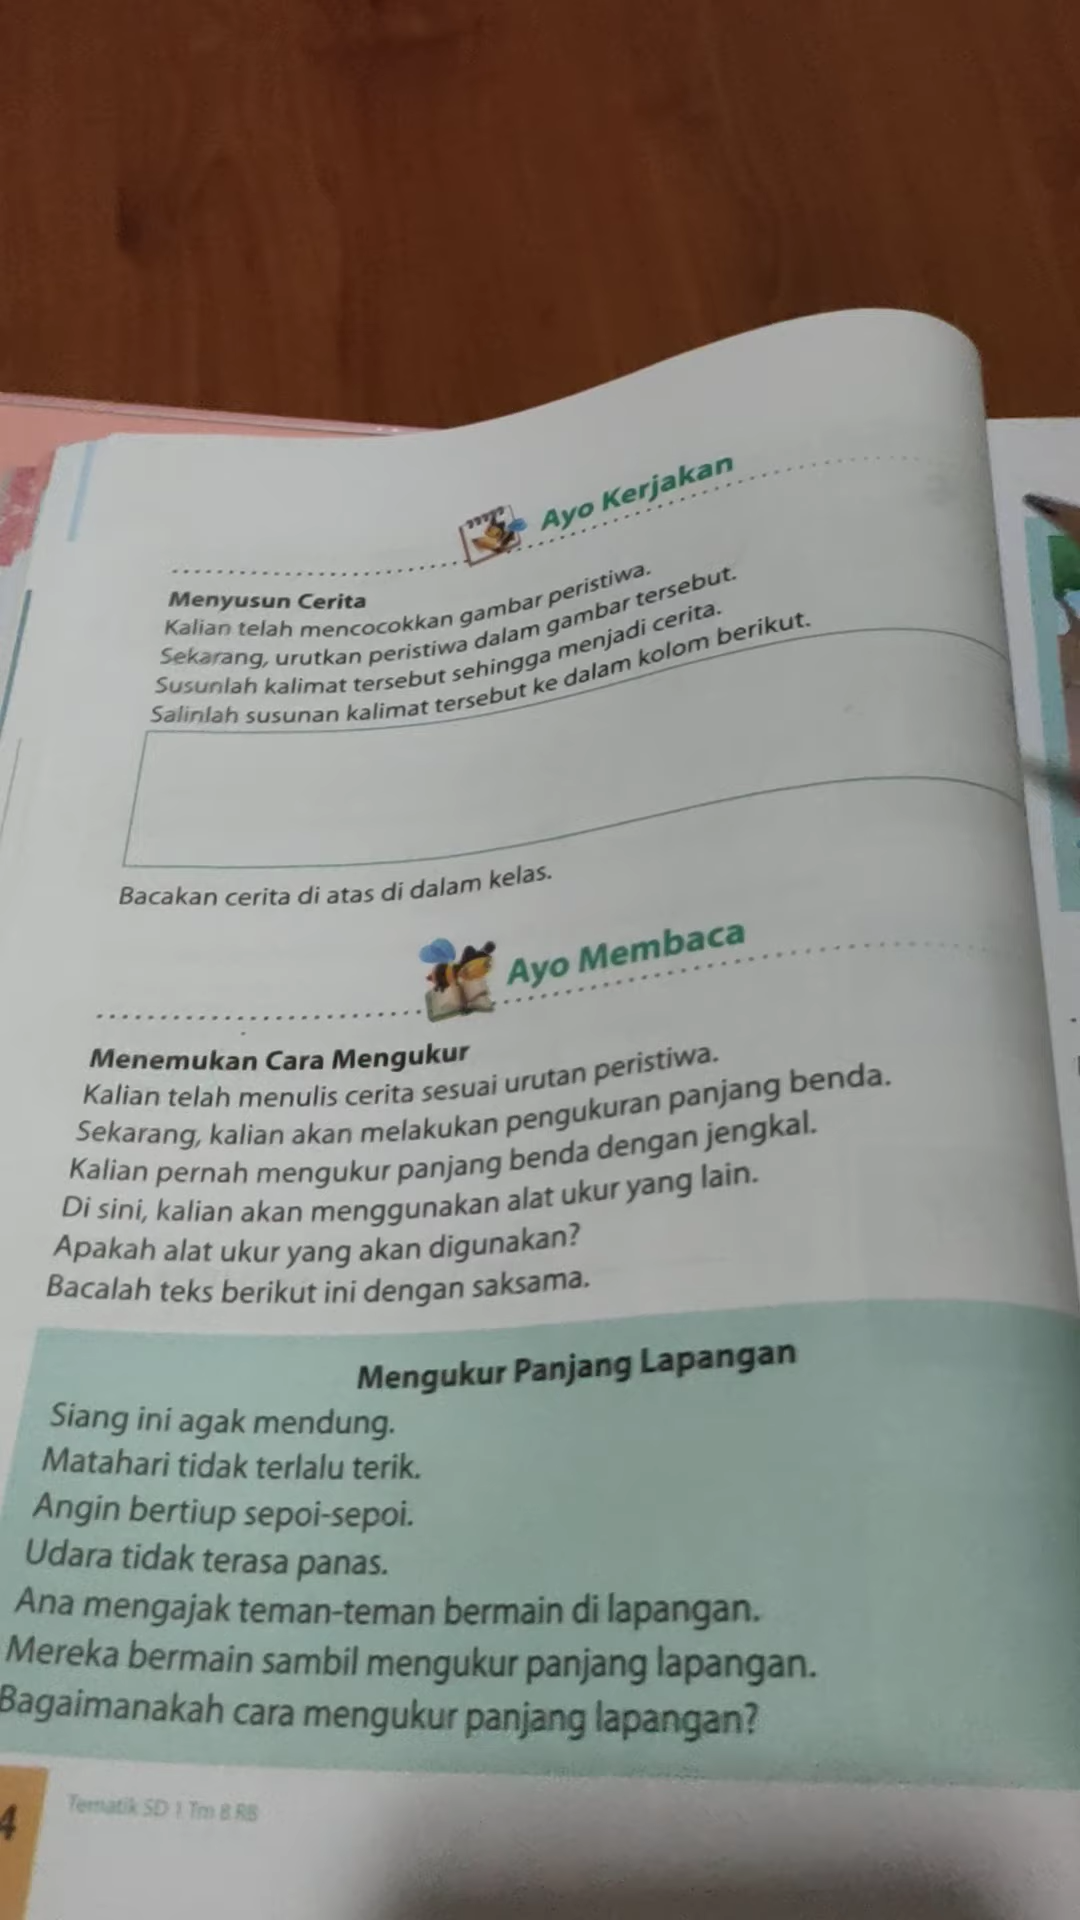 Ayo Kerjakan
Menyusun Cerita
Kalian telah mencocokkan gambar peristiwa.
Sekarang, urutkan peristiwa dalam gambar tersebut.
Susunlah kalimat tersebut sehingga menjadi cerita.
Salinlah susunan kalimat tersebut ke dalam kolom berikut.
Bacakan cerita di atas di dalam kelas.
Ayo Membaca
Menemukan Cara Mengukur
Kalian telah menulis cerita sesuai urutan peristiwa.
Sekarang, kalian akan melakukan pengukuran panjang benda.
Kalian pernah mengukur panjang benda dengan jengkal.
Di sini, kalian akan menggunakan alat ukur yang lain.
Apakah alat ukur yang akan digunakan?
Bacalah teks berikut ini dengan saksama.
Mengukur Panjang Lapangan
Siang ini agak mendung.
Matahari tidak terlalu terik.
Angin bertiup sepoi-sepoi.
Udara tidak terasa panas.
Ana mengajak teman-teman bermain di lapangan.
Mereka bermain sambil mengukur panjang lapangan.
Bagaimanakah cara mengukur panjang lapangan?
4
Tematik SD 1 Tm 8 RB